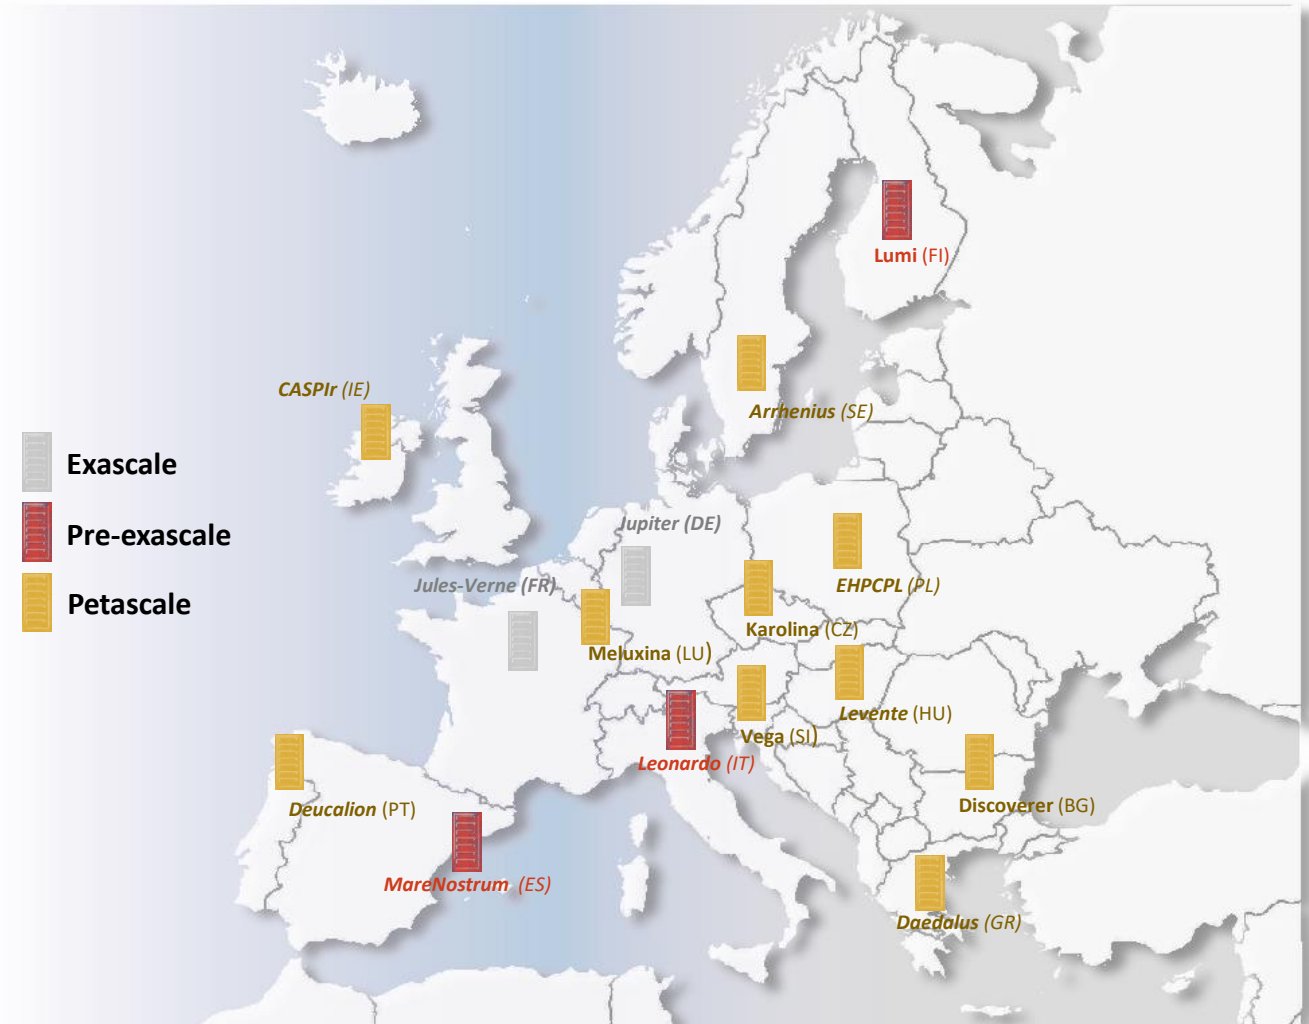 Lumi (FI)
CASPIr (IE)
Arrhenius (SE)
Exascale
Pre-exascale
Petascale
Jupiter (DE)
Jules-Verne (FR)
EHPCPL (PL)
Karolina (CZ)
Meluxina (LU)
Levente (HU)
Vega (SI)
Leonardo (IT)
Deucalion (PT)
Discoverer (BG)
MareNostrum (ES)
Daedalus (GR)